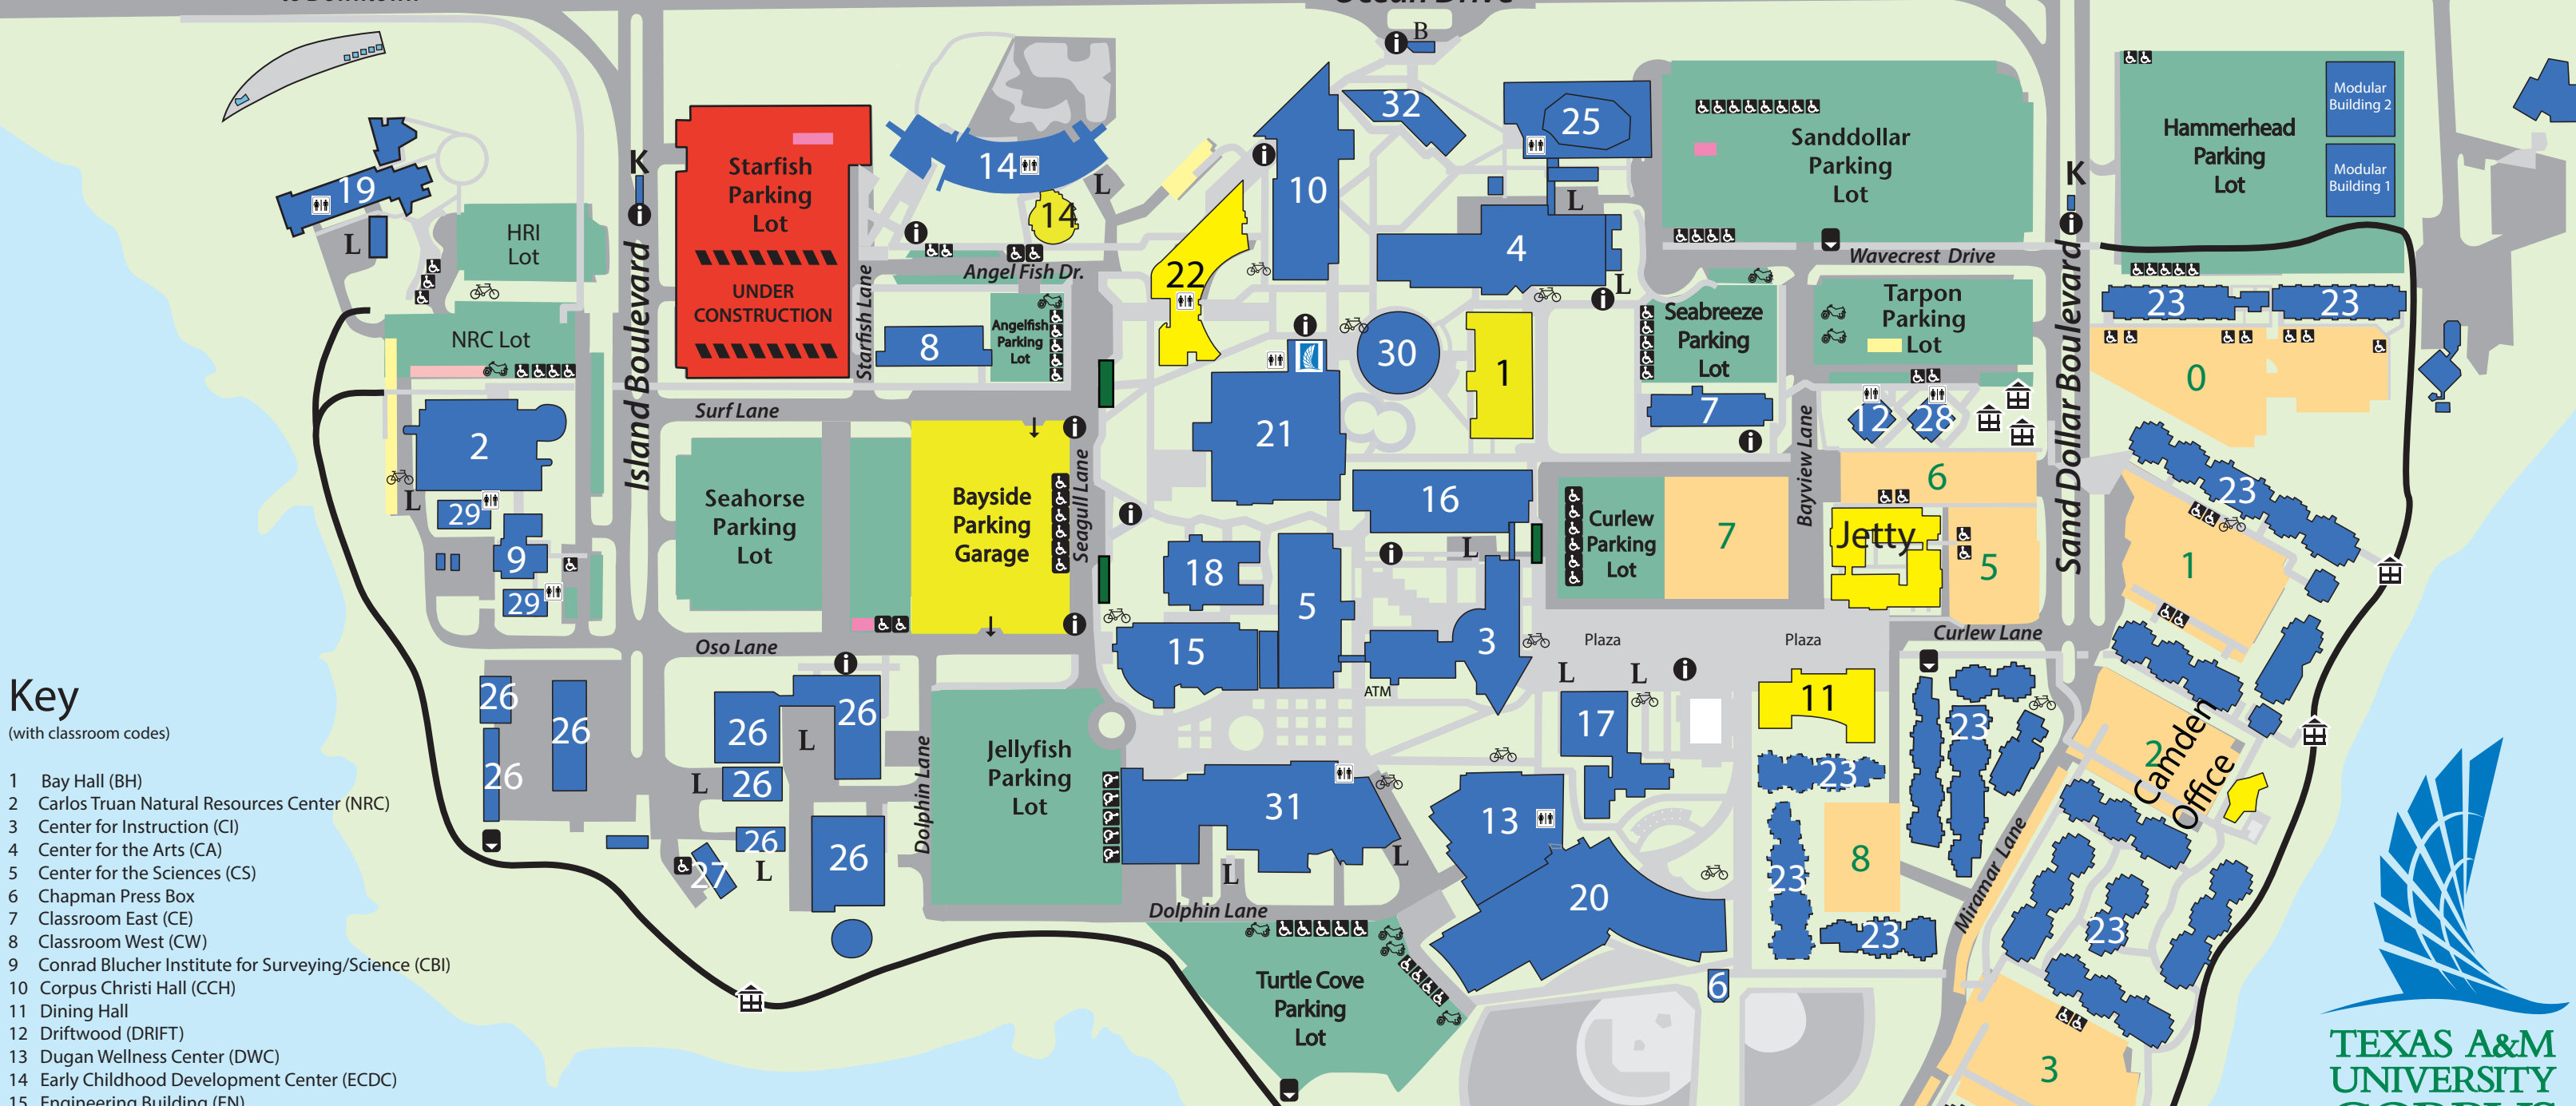 Ocean Drive
B
K
Starfish
Parking
Lot
UNDER
CONSTRUCTION
14
14
L
10
32
25
L
Sanddollar
Parking
Lot
K
Hammerhead
Parking
Lot
Modular
Building 2
Modular
Building 1
19
L
HRI
Lot
NRC Lot
Island Boulevard
Starfish Lane
Angel Fish Dr.
Angelfish
Parking
Lot
8
22
4
L
Wavecrest Drive
Seabreeze
Parking
Lot
Tarpon
Parking
Lot
Sand Dollar Boulevard
23
23
0
30
1
21
7
12
28
Bayview Lane
Surf Lane
2
L
29
9
29
Seahorse
Parking
Lot
Bayside
Parking
Garage
Seagull Lane
16
L
18
5
15
3
ATM
Curlew
Parking
Lot
7
6
Jetty
5
23
1
Oso Lane
Plaza
Plaza
Curlew Lane
L
L
26
26
26
26
26
L
L
26
26
L
27
26
Dolphin Lane
Jellyfish
Parking
Lot
31
L
L
Dolphin Lane
17
11
13
20
23
23
8
23
23
Miramar Lane
2
Camden
Office
23
3
6
Turtle Cove
Parking
Lot
Key
(with classroom codes)
1 Bay Hall (BH)
2 Carlos Truan Natural Resources Center (NRC)
3 Center for Instruction (CI)
4 Center for the Arts (CA)
5 Center for the Sciences (CS)
6 Chapman Press Box
7 Classroom East (CE)
8 Classroom West (CW)
9 Conrad Blucher Institute for Surveying/Science (CBI)
10 Corpus Christi Hall (CCH)
11 Dining Hall
12 Driftwood (DRIFT)
13 Dugan Wellness Center (DWC)
14 Early Childhood Development Center (ECDC)
15 Engineering Building (EN)
TEXAS A&M
UNIVERSITY
CORPUS